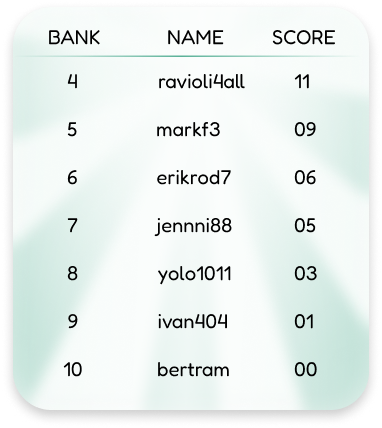 BANK NAME SCORE
4 ravioli4all 11
5 markf3 09
6 erikrod7 06
7 jennni88 05
8 yolo1011 03
9 ivan404 01
10 bertram 00